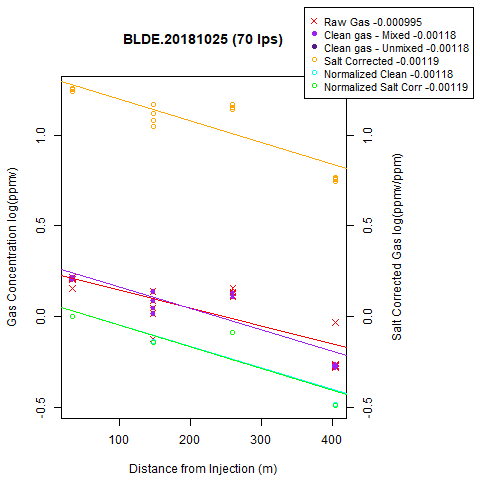 Raw Gas -0.000995
Clean gas - Mixed -0.00118
Clean gas - Unmixed -0.00118
Salt Corrected -0.00119
Normalized Clean -0.00118
Normalized Salt Corr -0.00119
BLDE.20181025 (70 lps)
Gas Concentration log(ppmv)
1.0
0.5
0.0
-0.5
1.0
0.5
0.0
-0.5
Salt Corrected Gas log(ppmv/ppm)
100 200 300 400
Distance from Injection (m)